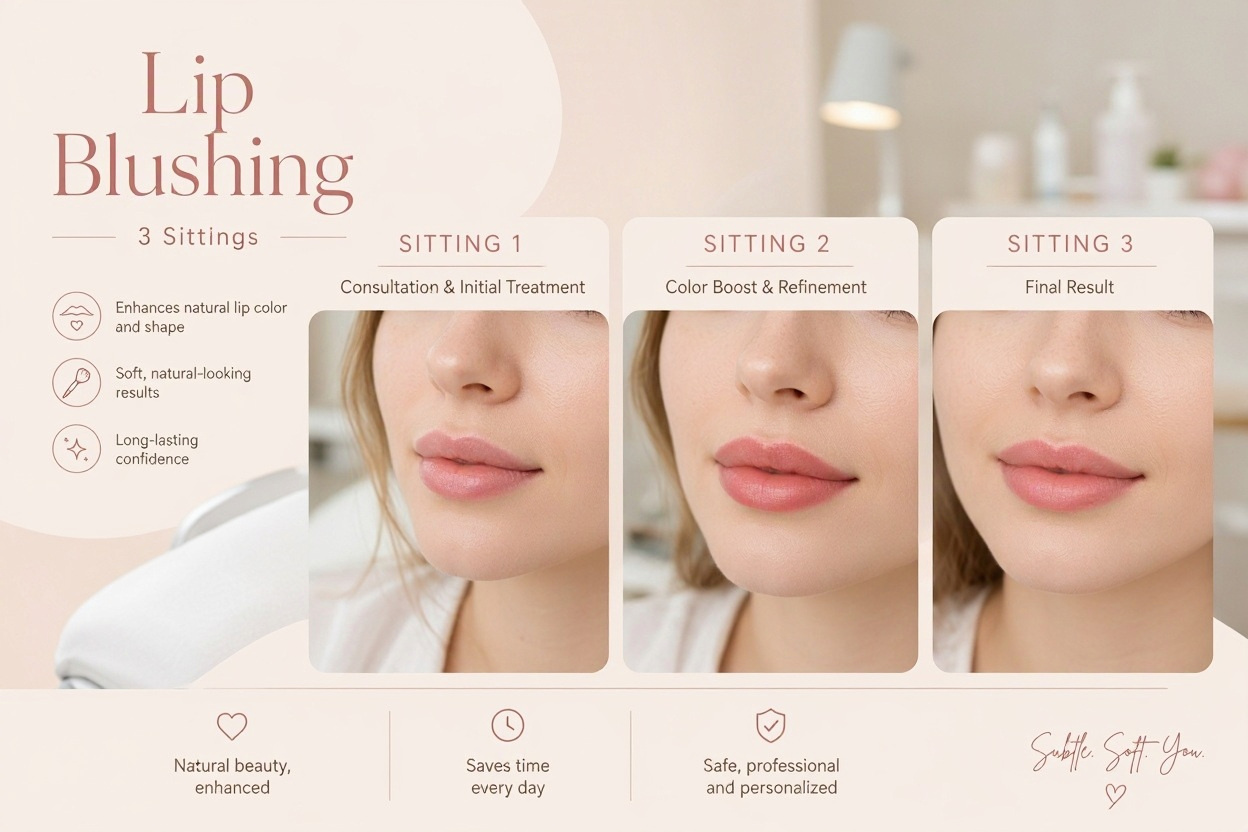 Lip
Blushing
3 Sittings
Enhances natural lip color
and shape
Soft, natural-looking
results
Long-lasting
confidence
SITTING 1
Consultation & Initial Treatment
SITTING 2
Color Boost & Refinement
SITTING 3
Final Result
Natural beauty,
enhanced
Saves time
every day
Safe, professional
and personalized
Subtle. Soft. You.